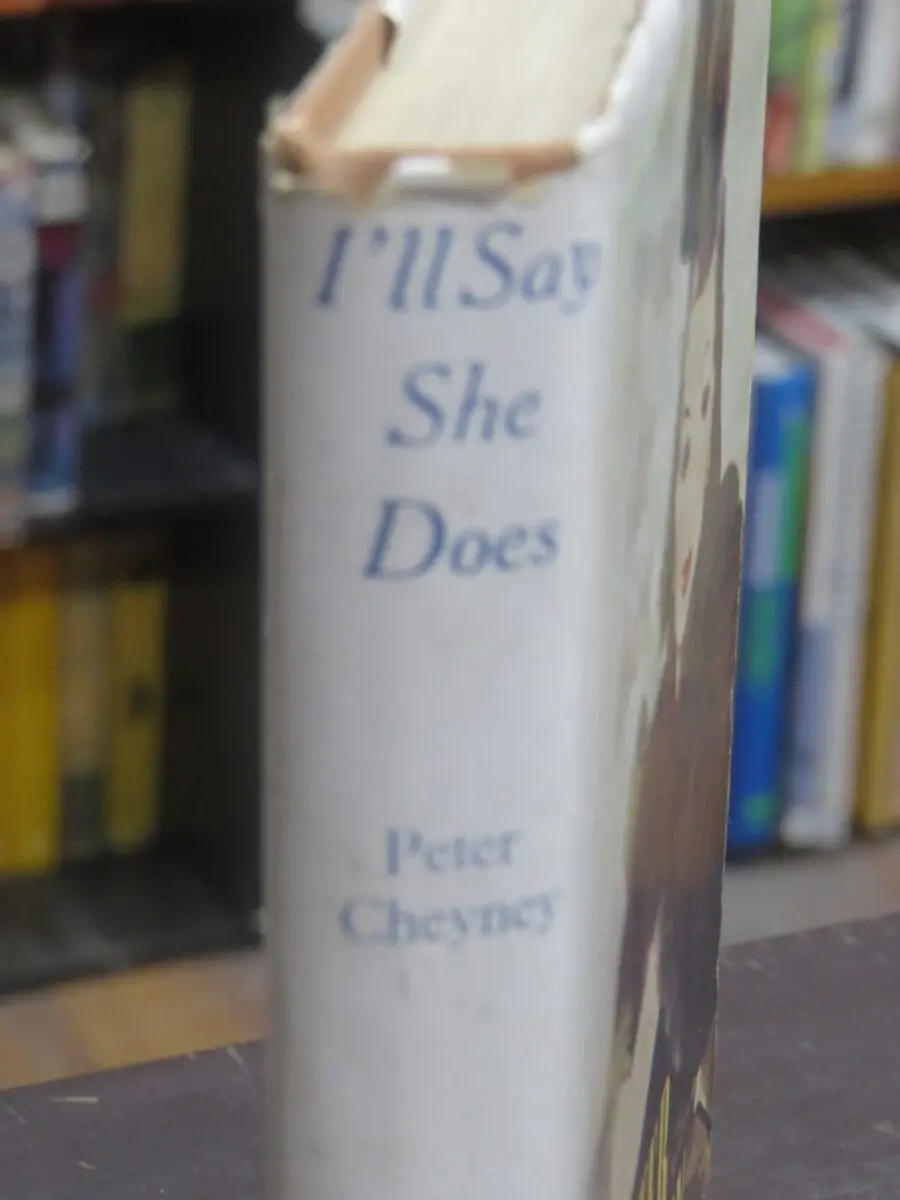 I'll Say
She
Does
Peter
Cheyney